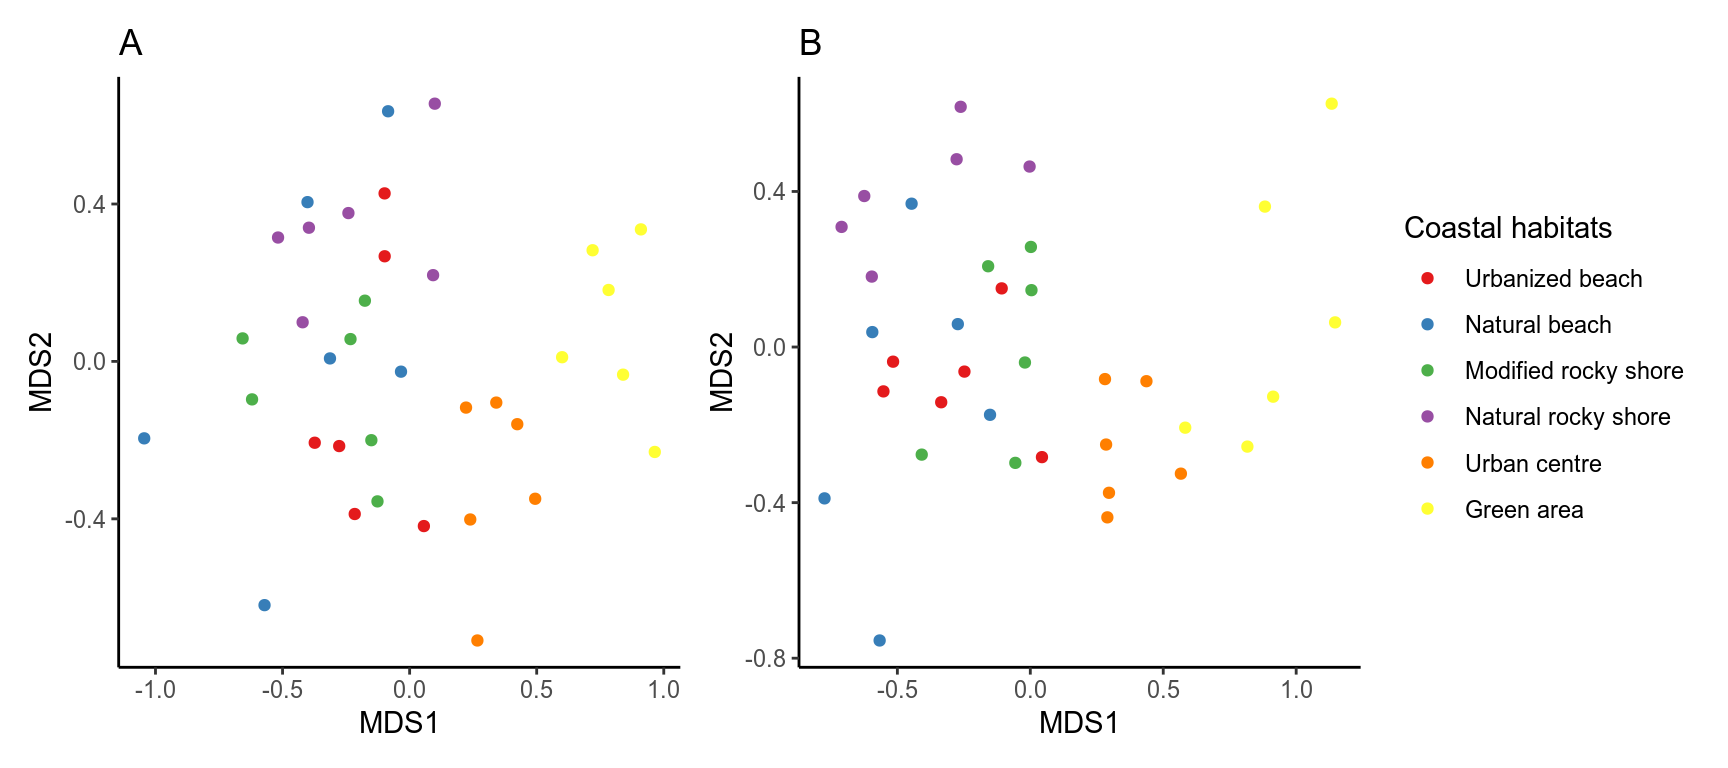 A
MDS2
0.4
0.0
-0.4
-1.0 -0.5 0.0 0.5 1.0
MDS1
B
MDS2
0.4
0.0
-0.4
-0.8
-0.5 0.0 0.5 1.0
MDS1
Coastal habitats
Urbanized beach
Natural beach
Modified rocky shore
Natural rocky shore
Urban centre
Green area